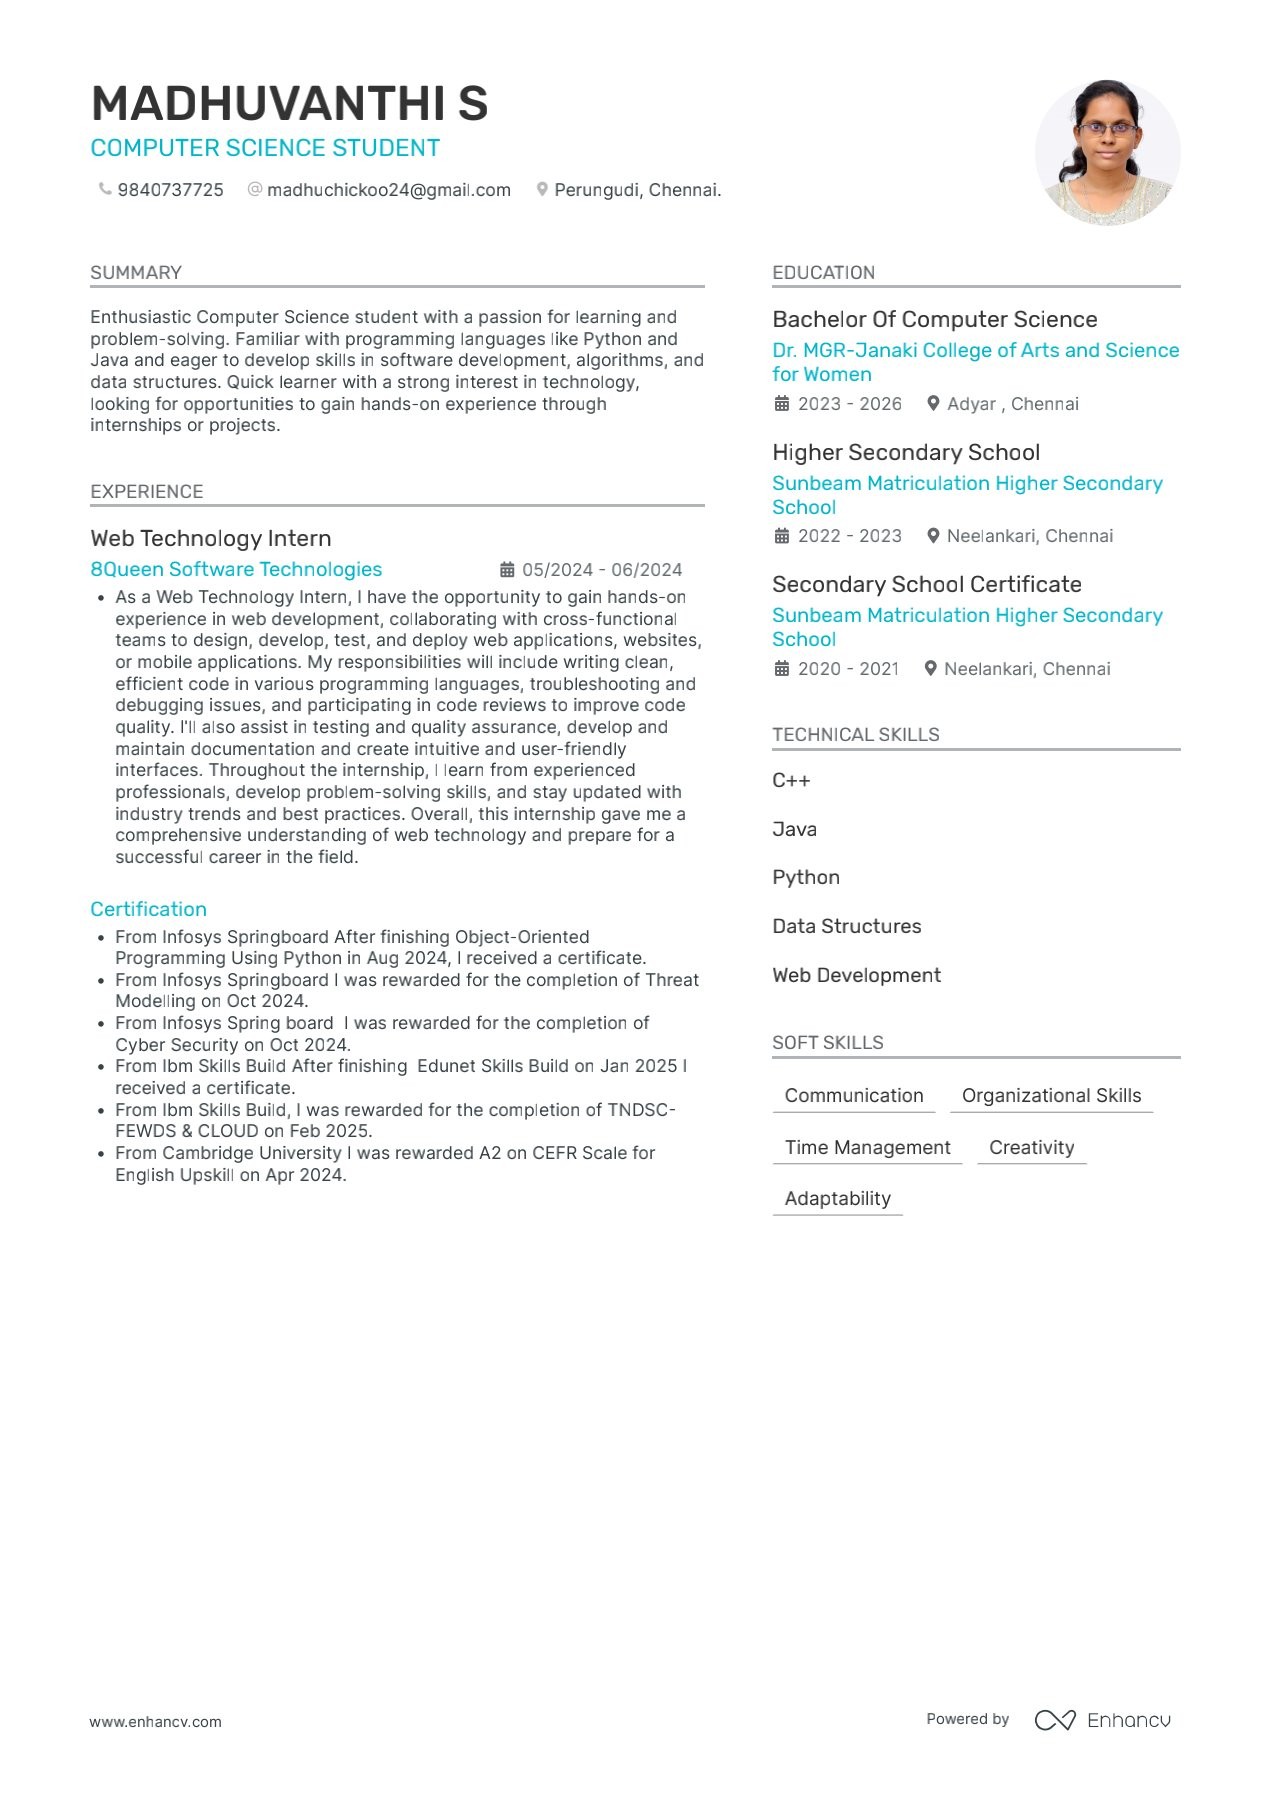 MADHUVANTHI S
COMPUTER SCIENCE STUDENT
9840737725 madhuchickoo24@gmail.com Perungudi, Chennai.
SUMMARY
Enthusiastic Computer Science student with a passion for learning and
problem-solving. Familiar with programming languages like Python and
Java and eager to develop skills in software development, algorithms, and
data structures. Quick learner with a strong interest in technology,
looking for opportunities to gain hands-on experience through
internships or projects.
EXPERIENCE
Web Technology Intern
8Queen Software Technologies 05/2024 - 06/2024
• As a Web Technology Intern, I have the opportunity to gain hands-on
experience in web development, collaborating with cross-functional
teams to design, develop, test, and deploy web applications, websites,
or mobile applications. My responsibilities will include writing clean,
efficient code in various programming languages, troubleshooting and
debugging issues, and participating in code reviews to improve code
quality. I'll also assist in testing and quality assurance, develop and
maintain documentation and create intuitive and user-friendly
interfaces. Throughout the internship, I learn from experienced
professionals, develop problem-solving skills, and stay updated with
industry trends and best practices. Overall, this internship gave me a
comprehensive understanding of web technology and prepare for a
successful career in the field.
Certification
• From Infosys Springboard After finishing Object-Oriented
Programming Using Python in Aug 2024, I received a certificate.
• From Infosys Springboard I was rewarded for the completion of Threat
Modelling on Oct 2024.
• From Infosys Spring board I was rewarded for the completion of
Cyber Security on Oct 2024.
• From Ibm Skills Build After finishing Edunet Skills Build on Jan 2025 I
received a certificate.
• From Ibm Skills Build, I was rewarded for the completion of TNDSC-
FEWDS & CLOUD on Feb 2025.
• From Cambridge University I was rewarded A2 on CEFR Scale for
English Upskill on Apr 2024.
EDUCATION
Bachelor Of Computer Science
Dr. MGR-Janaki College of Arts and Science
for Women
2023 - 2026 Adyar , Chennai
Higher Secondary School
Sunbeam Matriculation Higher Secondary
School
2022 - 2023 Neelankari, Chennai
Secondary School Certificate
Sunbeam Matriculation Higher Secondary
School
2020 - 2021 Neelankari, Chennai
TECHNICAL SKILLS
C++
Java
Python
Data Structures
Web Development
SOFT SKILLS
Communication Organizational Skills
Time Management Creativity
Adaptability
www.enhancv.com Powered by Enhancv